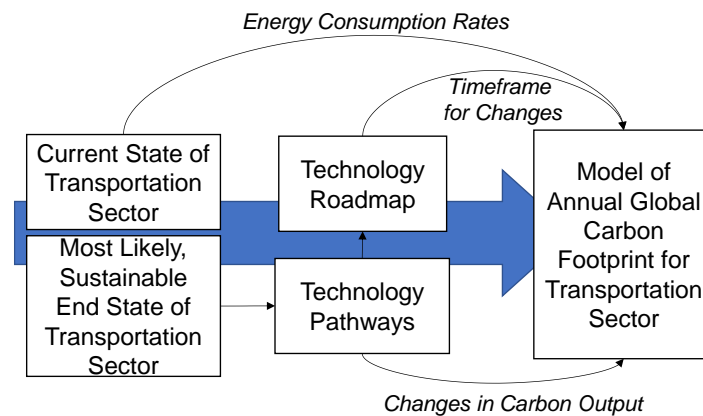 Energy Consumption Rates
Timeframe
for Changes
Current State of
Transportation
Sector
Technology
Roadmap
Model of
Annual Global
Carbon
Footprint for
Transportation
Sector
Most Likely,
Sustainable
End State of
Transportation
Sector
Technology
Pathways
Changes in Carbon Output